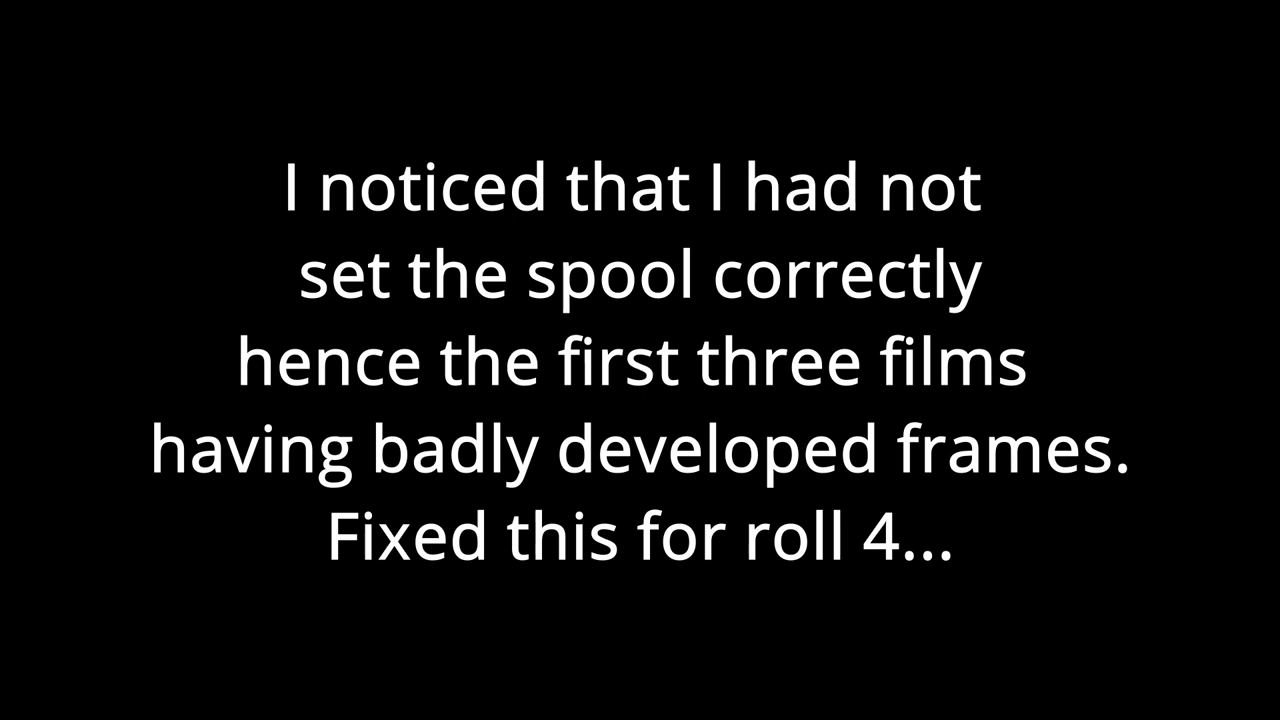 I noticed that I had not
set the spool correctly
hence the first three films
having badly developed frames.
Fixed this for roll 4...